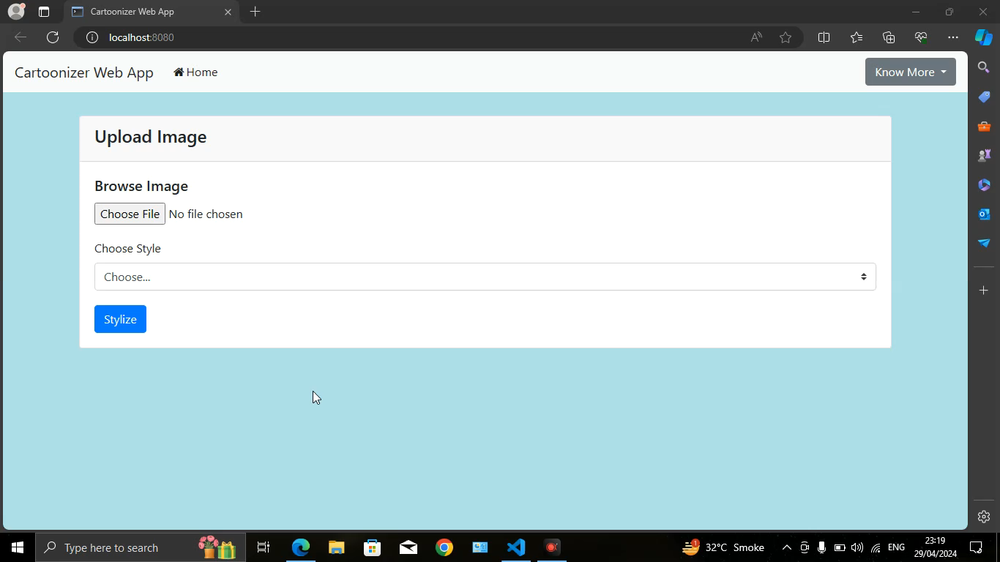 Cartoonizer Web App
localhost:8080
Cartoonizer Web App Home Know More
Upload Image
Browse Image
Choose File No file chosen
Choose Style
Choose...
Stylize
Type here to search
1
32°C Smoke
ENG
23:19
29/04/2024